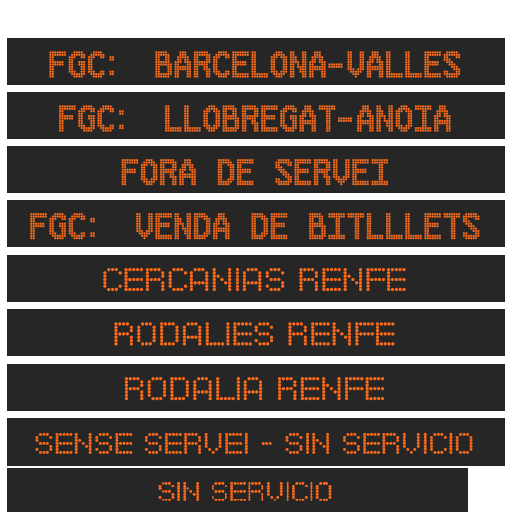 FGC: BARCELONA-VALLES
FGC: LLOBREGAT-ANOIA
FORA DE SERVEI
FGC: VENDA DE BITLLLETS
CERCANIAS RENFE
RODALIES RENFE
RODALIA RENFE
SENSE SERVEI - SIN SERVICIO
SIN SERVICIO